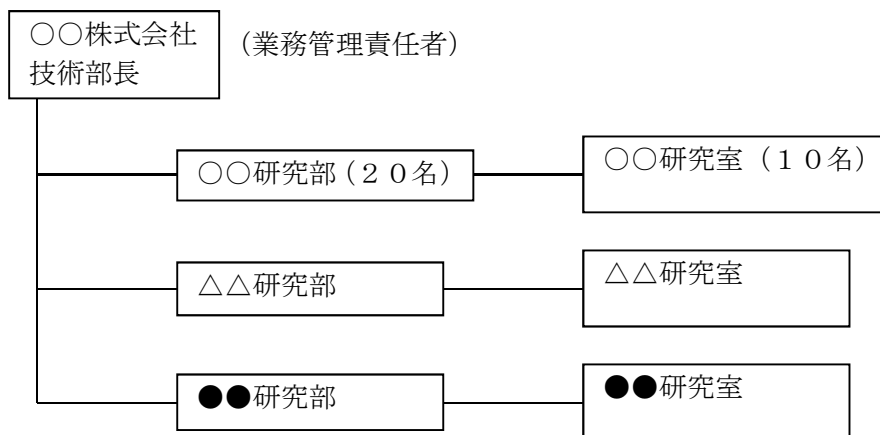 ○○株式会社
技術部長
（業務管理責任者）
○○研究部（２０名）
○○研究室（１０名）
△△研究部
△△研究室
●●研究部
●●研究室